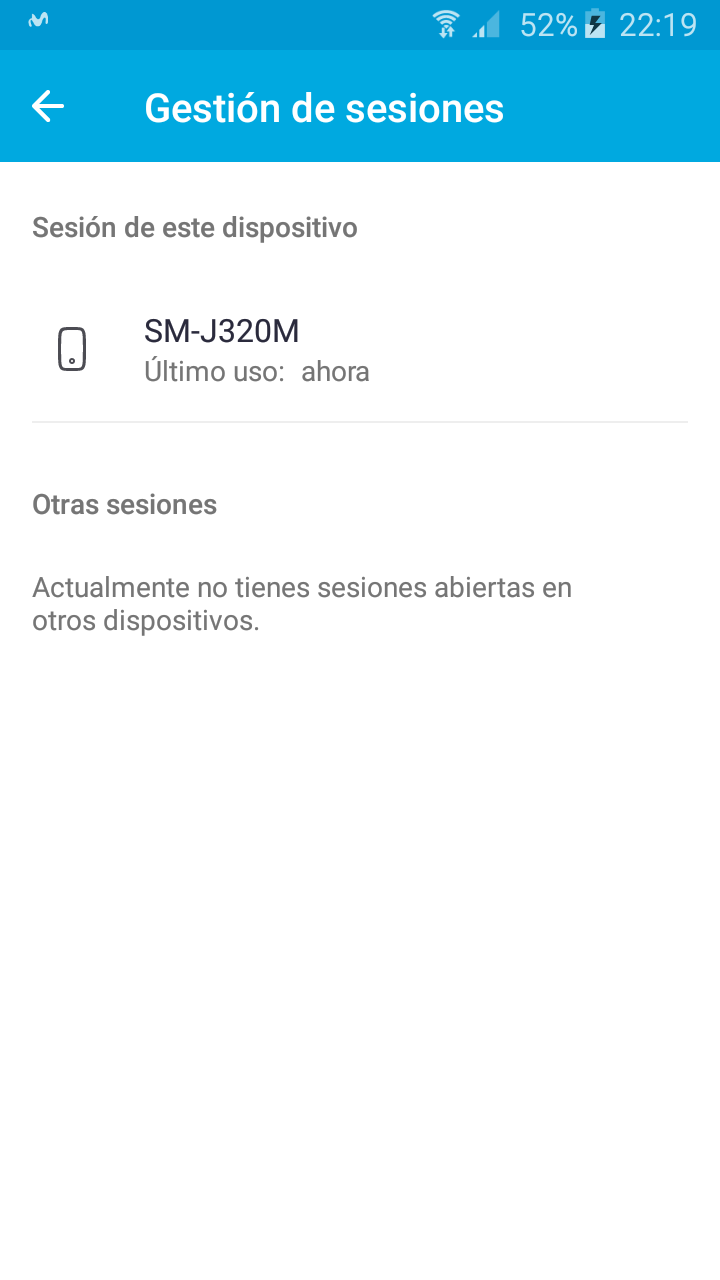 52% 22:19
Gestión de sesiones
Sesión de este dispositivo
SM-J320M
Último uso: ahora
Otras sesiones
Actualmente no tienes sesiones abiertas en
otros dispositivos.